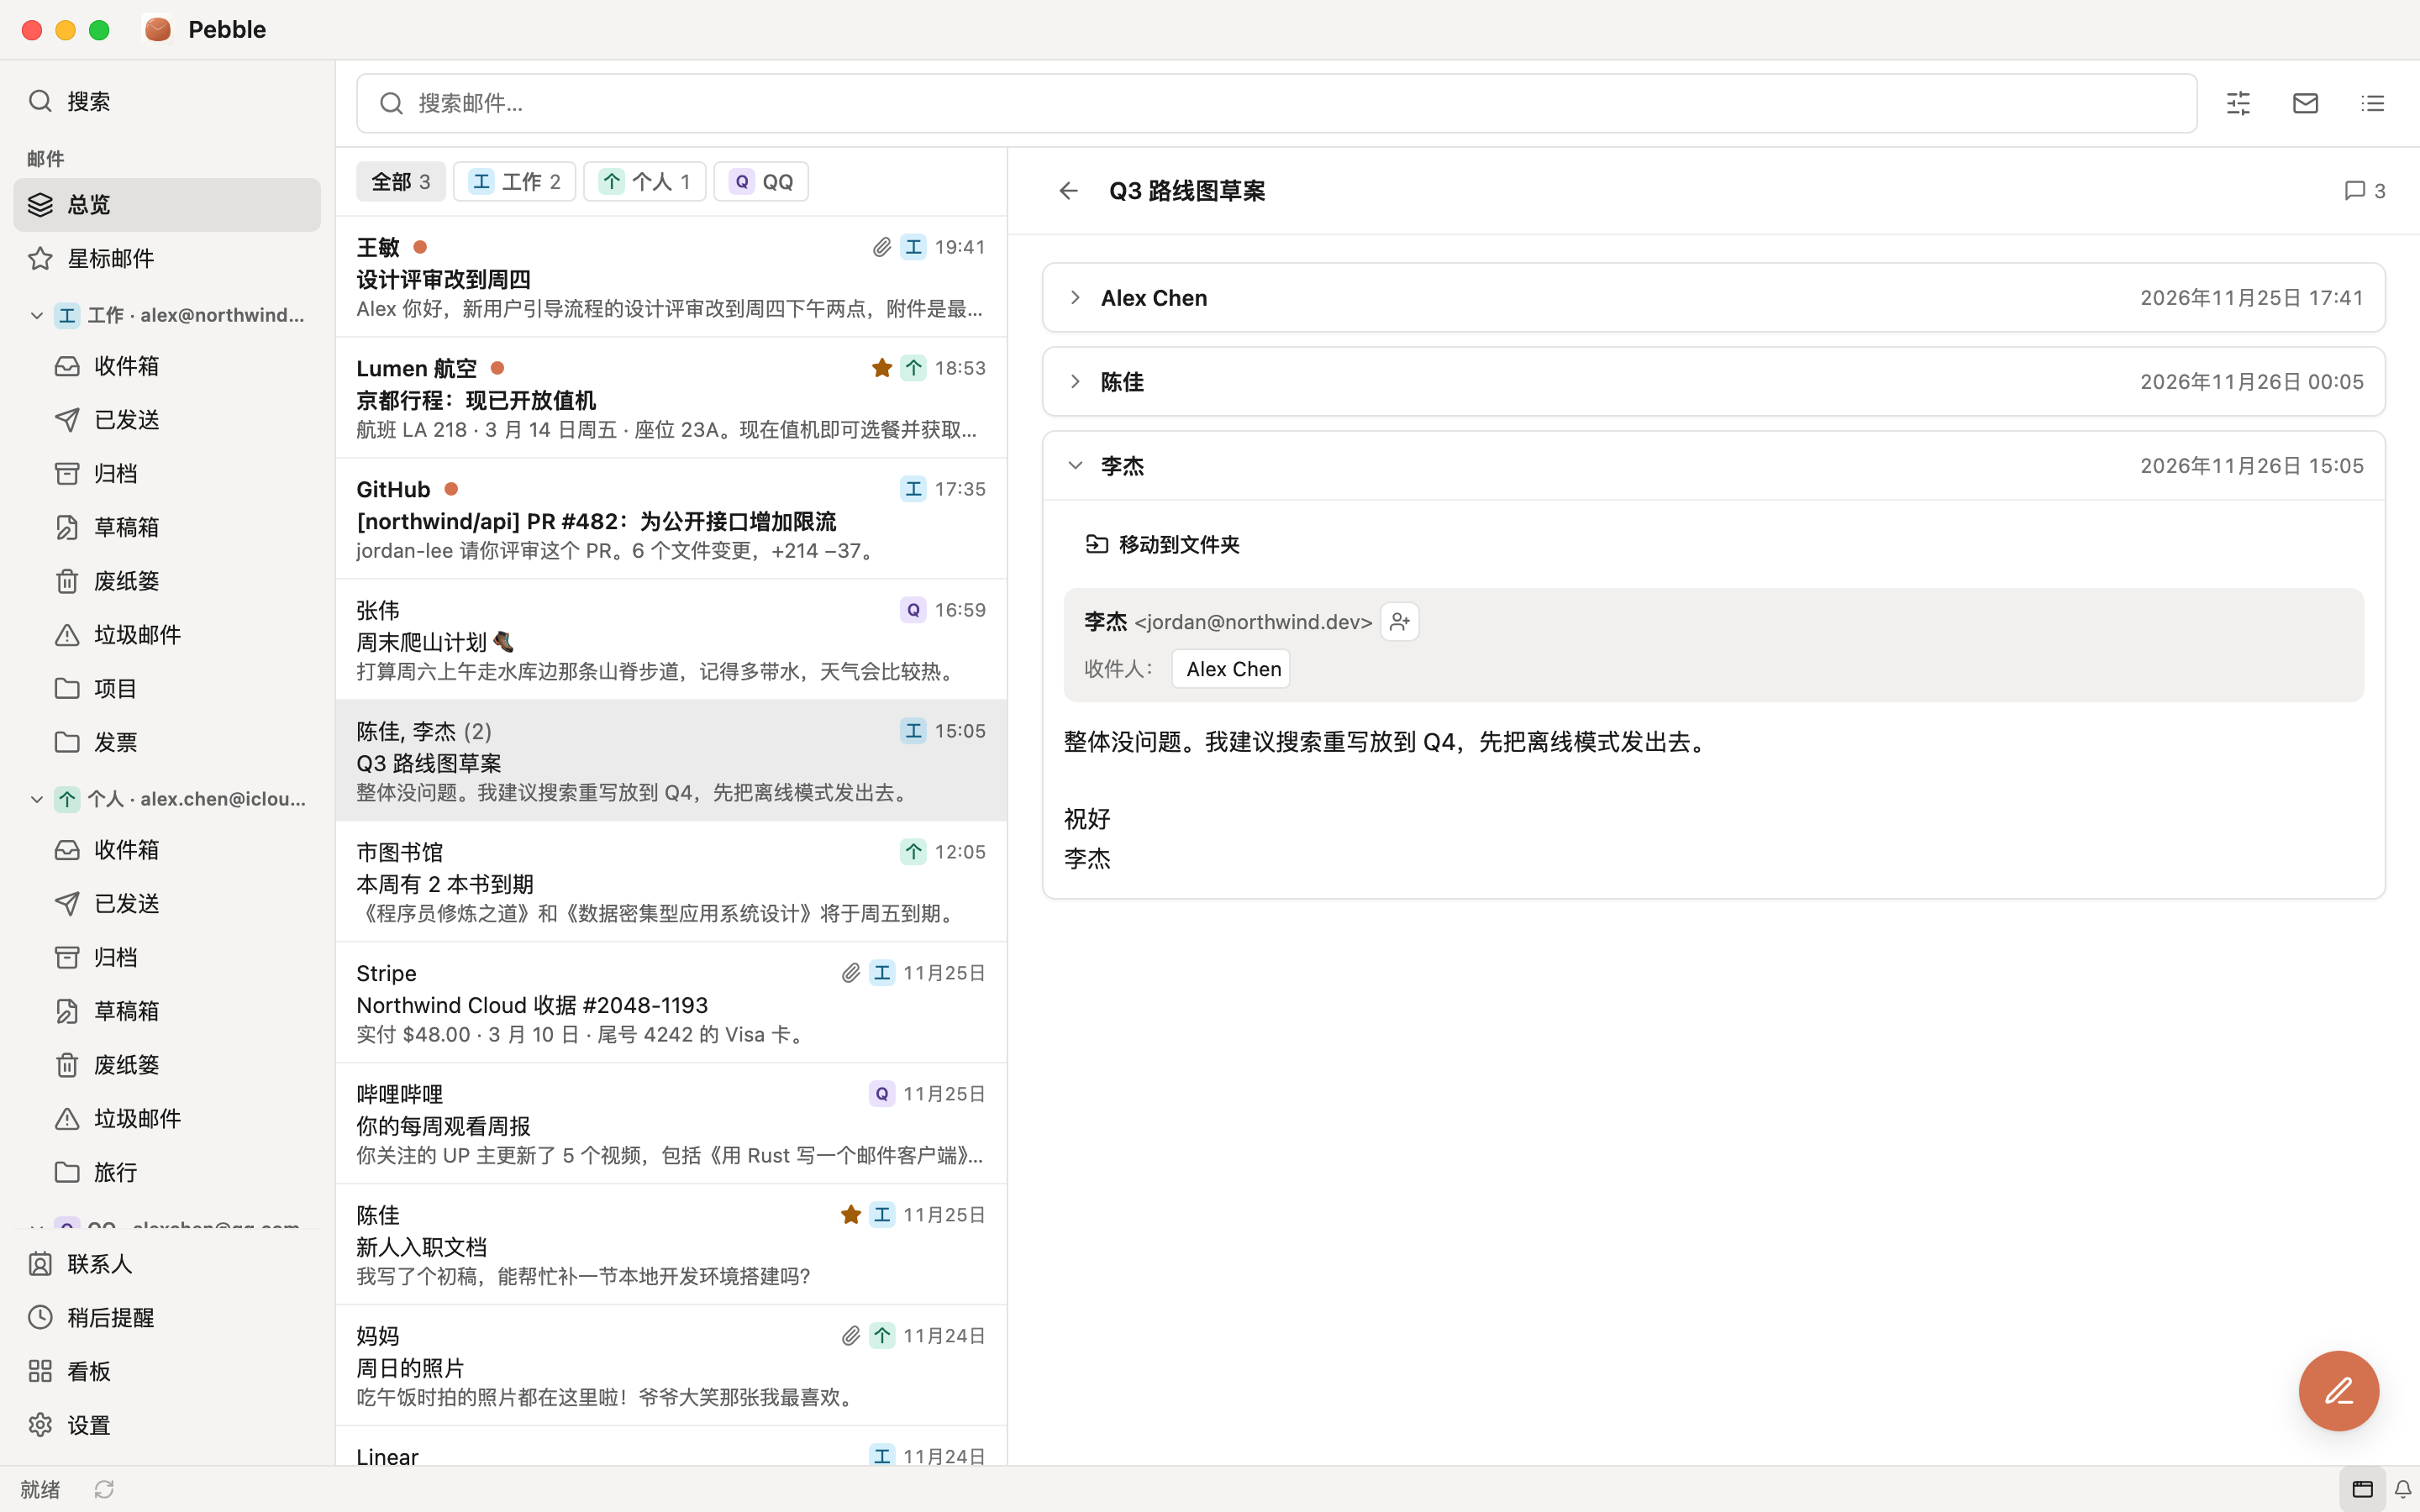 Pebble
搜索
邮件
总览
星标邮件
工 工作 · alex@northwind...
收件箱
已发送
归档
草稿箱
废纸篓
垃圾邮件
项目
发票
个 个人 · alex.chen@iclou...
收件箱
已发送
归档
草稿箱
废纸篓
垃圾邮件
旅行
Q QQ · alexchen@qq.com
联系人
稍后提醒
看板
设置
就绪
搜索邮件...
全部 3 工 工作 2 个 个人 1 Q QQ
王敏 工 19:41
设计评审改到周四
Alex 你好，新用户引导流程的设计评审改到周四下午两点，附件是最...
Lumen 航空 个 18:53
京都行程：现已开放值机
航班 LA 218 · 3 月 14 日周五 · 座位 23A。现在值机即可选餐并获取...
GitHub 工 17:35
[northwind/api] PR #482：为公开接口增加限流
jordan-lee 请你评审这个 PR。6 个文件变更，+214 −37。
张伟 Q 16:59
周末爬山计划 🥾
打算周六上午走水库边那条山脊步道，记得多带水，天气会比较热。
陈佳, 李杰 (2) 工 15:05
Q3 路线图草案
整体没问题。我建议搜索重写放到 Q4，先把离线模式发出去。
市图书馆 个 12:05
本周有 2 本书到期
《程序员修炼之道》和《数据密集型应用系统设计》将于周五到期。
Stripe 工 11月25日
Northwind Cloud 收据 #2048-1193
实付 $48.00 · 3 月 10 日 · 尾号 4242 的 Visa 卡。
哔哩哔哩 Q 11月25日
你的每周观看周报
你关注的 UP 主更新了 5 个视频，包括《用 Rust 写一个邮件客户端》...
陈佳 工 11月25日
新人入职文档
我写了个初稿，能帮忙补一节本地开发环境搭建吗？
妈妈 个 11月24日
周日的照片
吃午饭时拍的照片都在这里啦！爷爷大笑那张我最喜欢。
Linear 工 11月24日
Q3 路线图草案 3
Alex Chen 2026年11月25日 17:41
陈佳 2026年11月26日 00:05
李杰 2026年11月26日 15:05
移动到文件夹
李杰 <jordan@northwind.dev>
收件人： Alex Chen
整体没问题。我建议搜索重写放到 Q4，先把离线模式发出去。
祝好
李杰